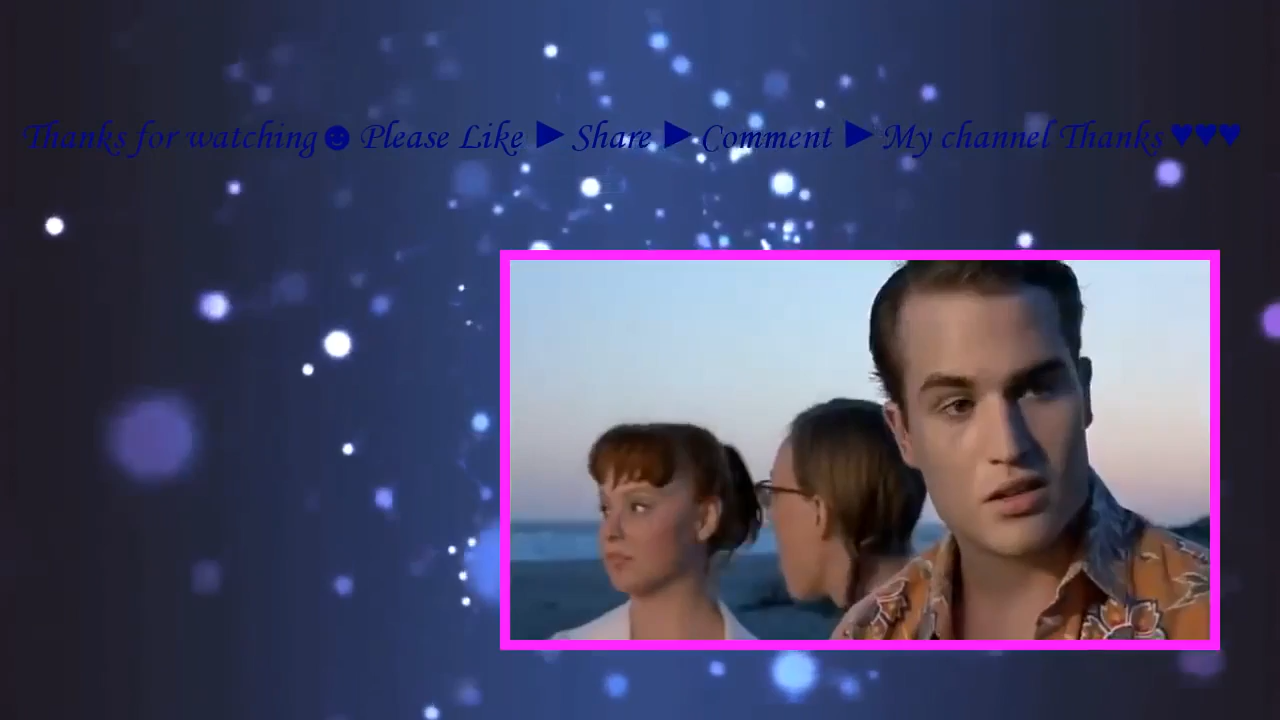 Thanks for watching☻Please Like ► Share ► Comment ► My channel Thanks ♥♥♥